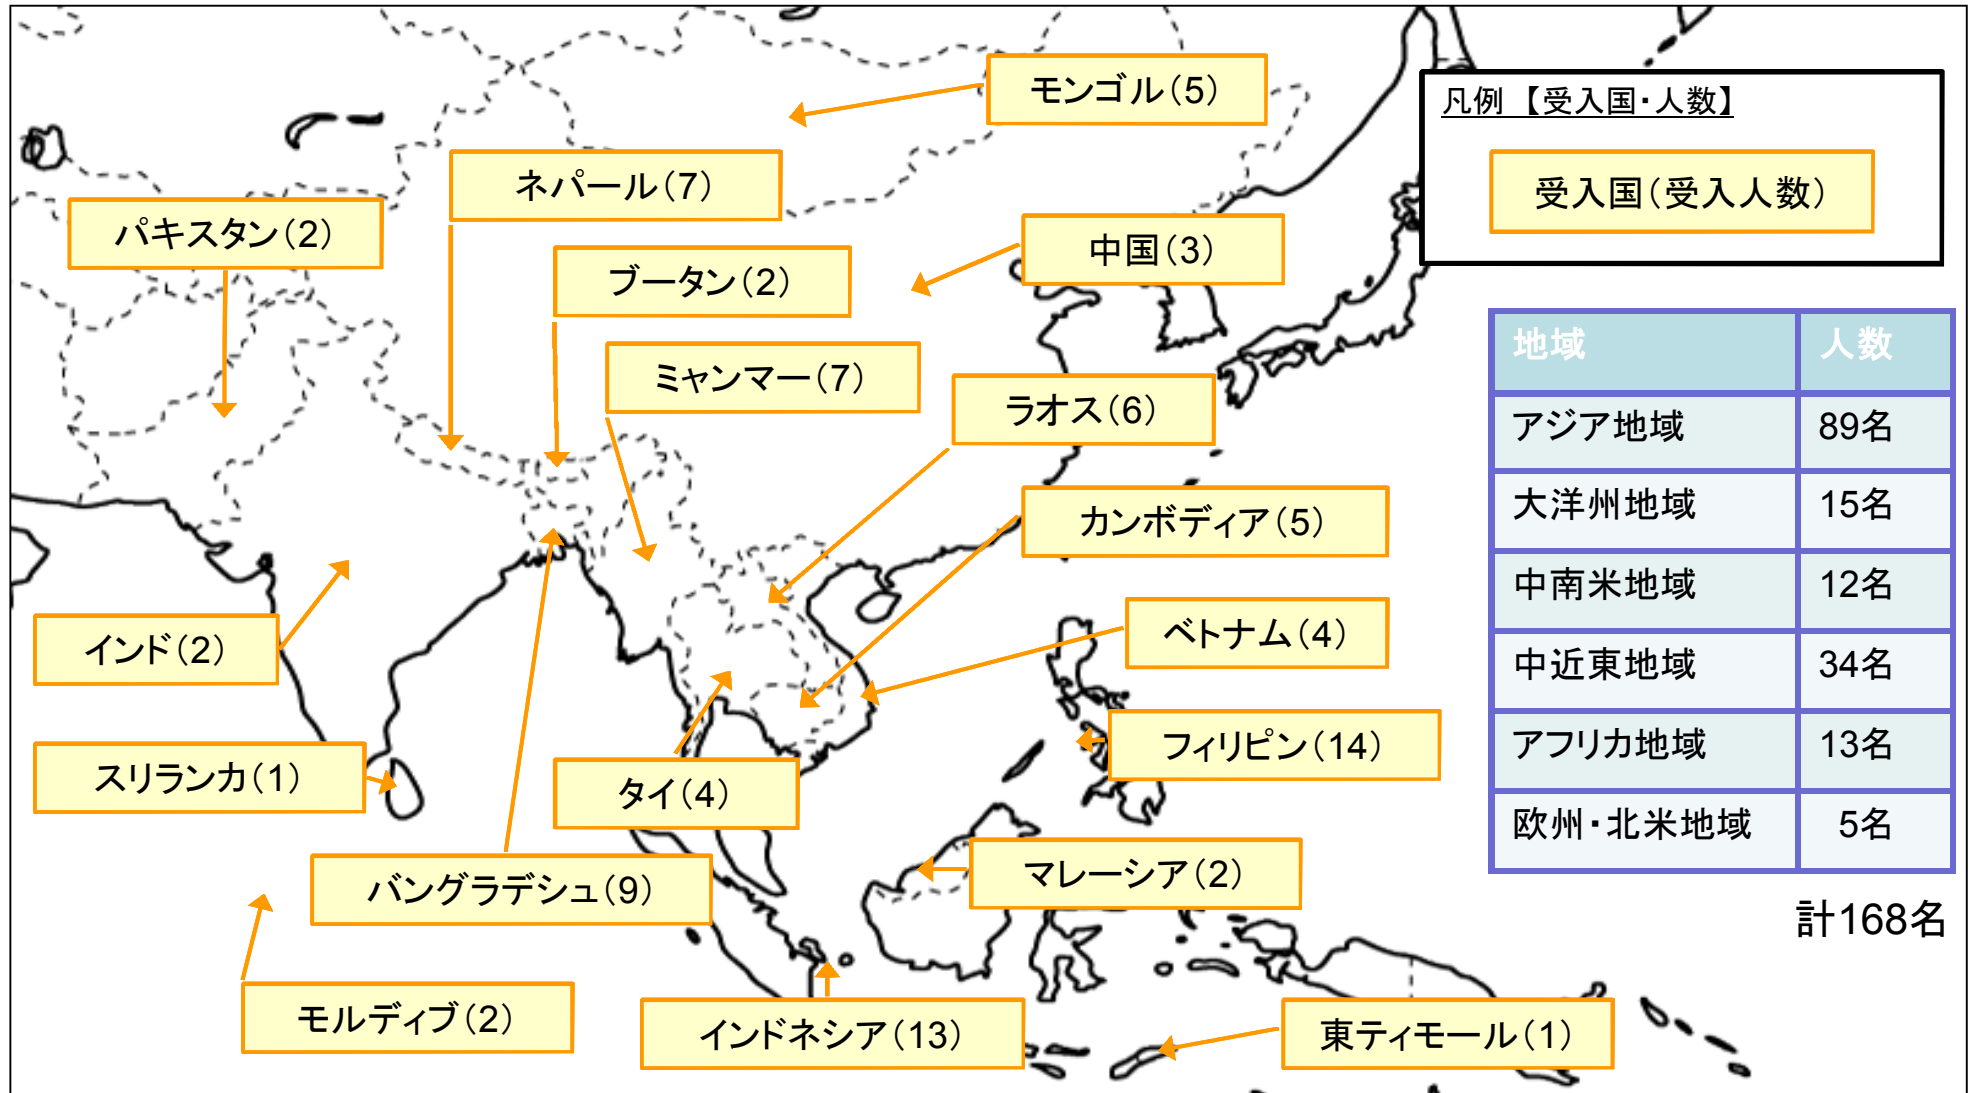 モンゴル(5)
凡例 【受入国・人数】
受入国(受入人数)
ネパール(7)
パキスタン(2)
中国(3)
ブータン(2)
ミャンマー(7)
ラオス(6)
カンボディア(5)
インド(2)
ベトナム(4)
フィリピン(14)
スリランカ(1)
タイ(4)
バングラデシュ(9)
マレーシア(2)
モルディブ(2)
インドネシア(13)
東ティモール(1)
地域 人数
アジア地域 89名
大洋州地域 15名
中南米地域 12名
中近東地域 34名
アフリカ地域 13名
欧州・北米地域 5名
計168名